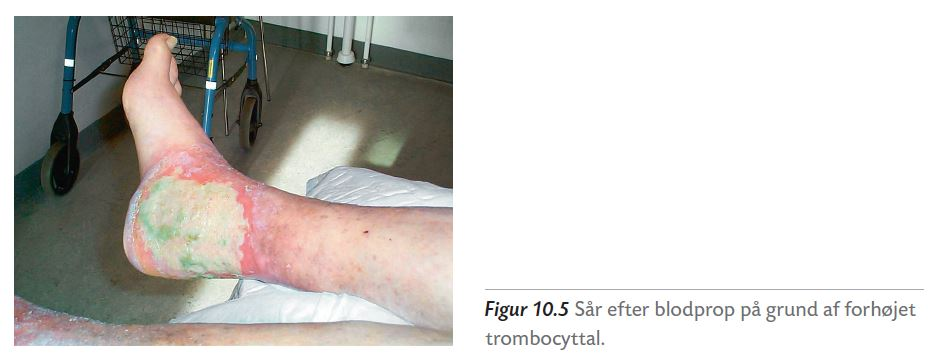 Figur 10.5 Sår efter blodprop på grund af forhøjet
trombocyttal.